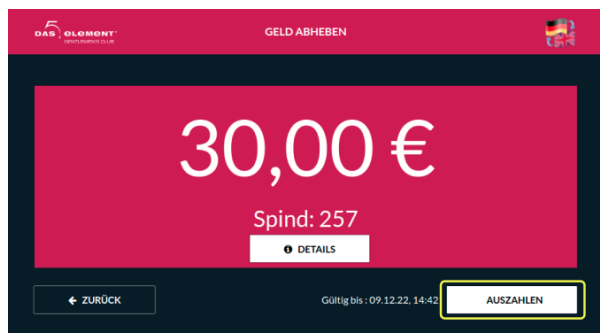 DAS 5. ELEMENT
GENTLEMEN'S CLUB
GELD ABHEBEN
30,00 €
Spind: 257
DETAILS
ZURÜCK
Gültig bis : 09.12.22, 14:42
AUSZAHLEN